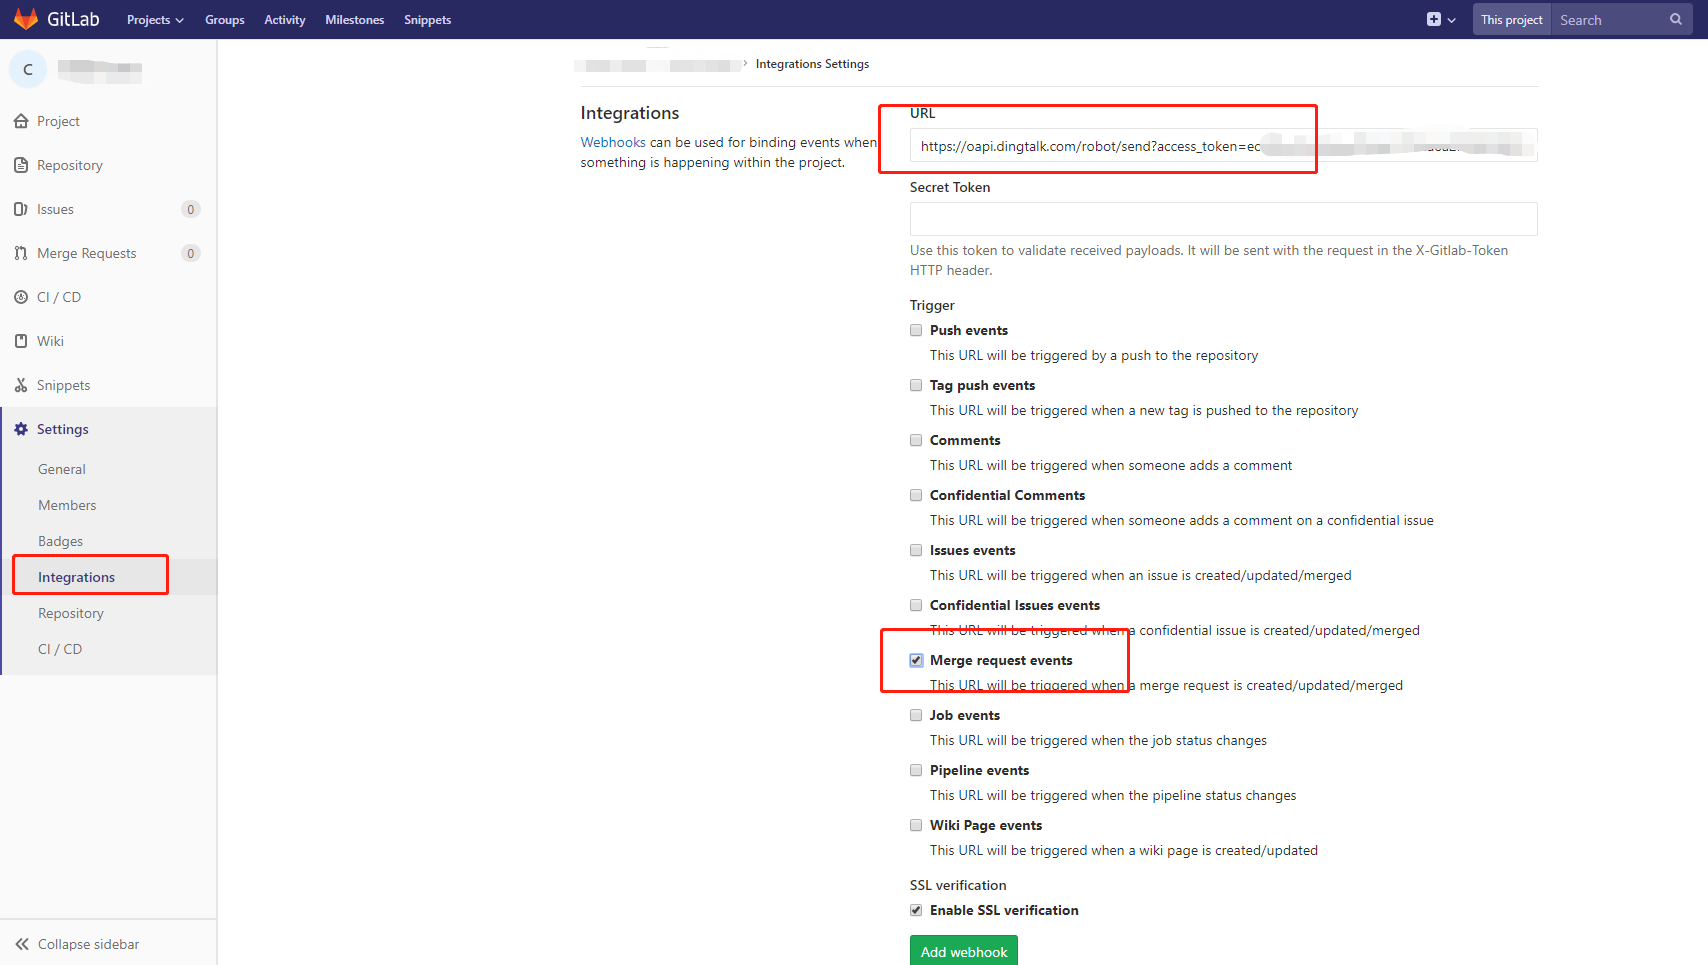 GitLab Projects Groups Activity Milestones Snippets This project Search
C
Project
Repository
Issues 0
Merge Requests 0
CI / CD
Wiki
Snippets
Settings
General
Members
Badges
Integrations
Repository
CI / CD
Collapse sidebar
› Integrations Settings
Integrations
Webhooks can be used for binding events when
something is happening within the project.
URL
https://oapi.dingtalk.com/robot/send?access_token=ec
Secret Token
Use this token to validate received payloads. It will be sent with the request in the X-Gitlab-Token
HTTP header.
Trigger
Push events
This URL will be triggered by a push to the repository
Tag push events
This URL will be triggered when a new tag is pushed to the repository
Comments
This URL will be triggered when someone adds a comment
Confidential Comments
This URL will be triggered when someone adds a comment on a confidential issue
Issues events
This URL will be triggered when an issue is created/updated/merged
Confidential Issues events
This URL will be triggered when a confidential issue is created/updated/merged
Merge request events
This URL will be triggered when a merge request is created/updated/merged
Job events
This URL will be triggered when the job status changes
Pipeline events
This URL will be triggered when the pipeline status changes
Wiki Page events
This URL will be triggered when a wiki page is created/updated
SSL verification
Enable SSL verification
Add webhook